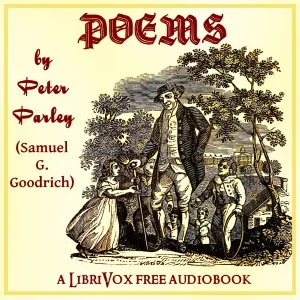 POEMS
by
Peter
Parley
(Samuel
G.
Goodrich)
A LIBRIVOX FREE AUDIOBOOK